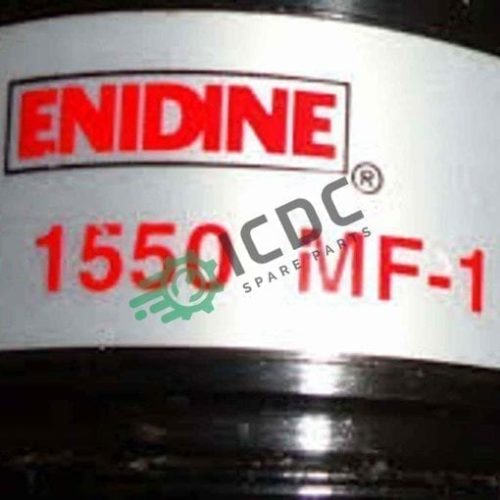 ENIDINE
®
1550 MF-1
ICDC
SPARE PARTS